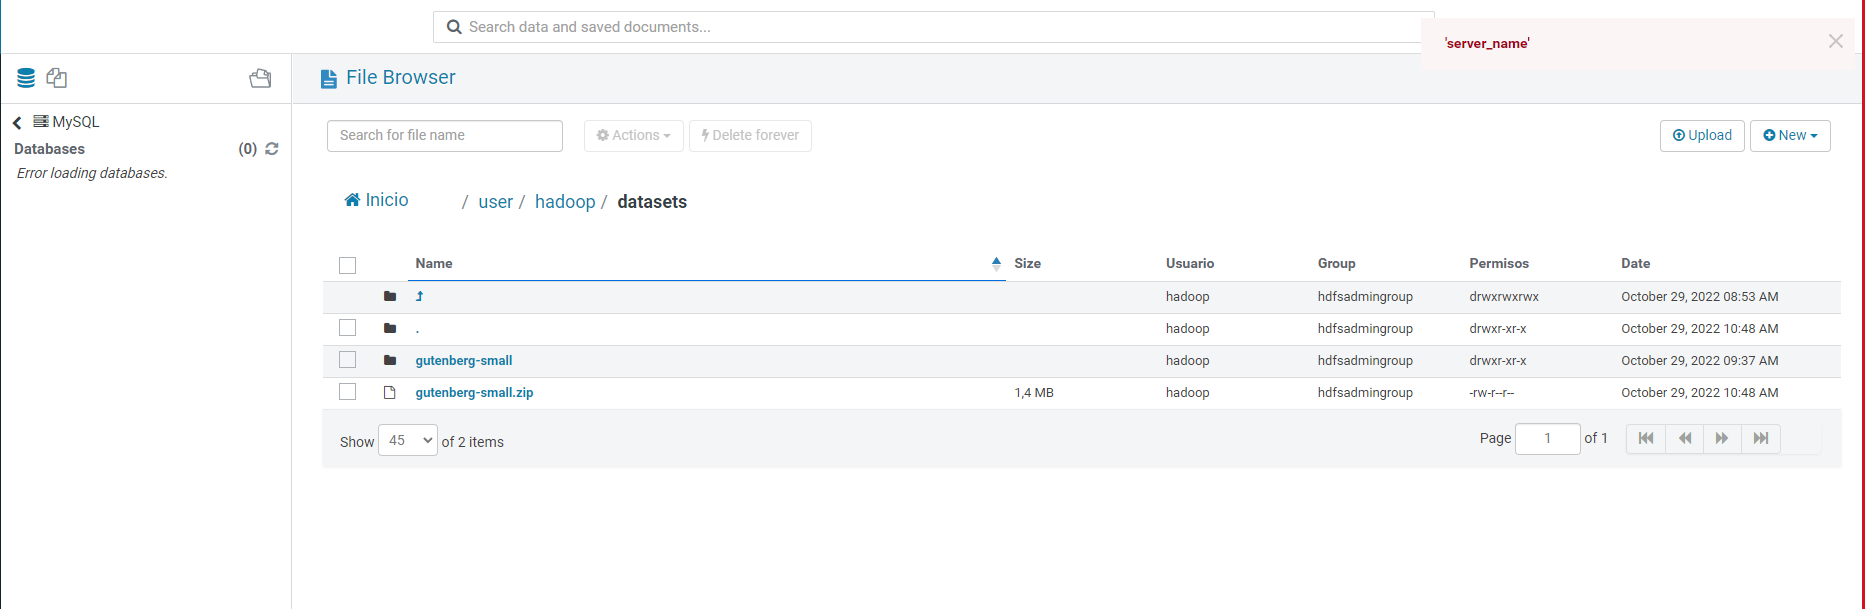 Search data and saved documents...
'server_name'
File Browser
MySQL
Databases (0)
Error loading databases.
Search for file name
Actions
Delete forever
Upload
New
Inicio / user / hadoop / datasets
Name Size Usuario Group Permisos Date
hadoop hdfsadmingroup drwxrwxrwx October 29, 2022 08:53 AM
. hadoop hdfsadmingroup drwxr-xr-x October 29, 2022 10:48 AM
gutenberg-small hadoop hdfsadmingroup drwxr-xr-x October 29, 2022 09:37 AM
gutenberg-small.zip 1,4 MB hadoop hdfsadmingroup -rw-r--r-- October 29, 2022 10:48 AM
Show 45 of 2 items
Page 1 of 1